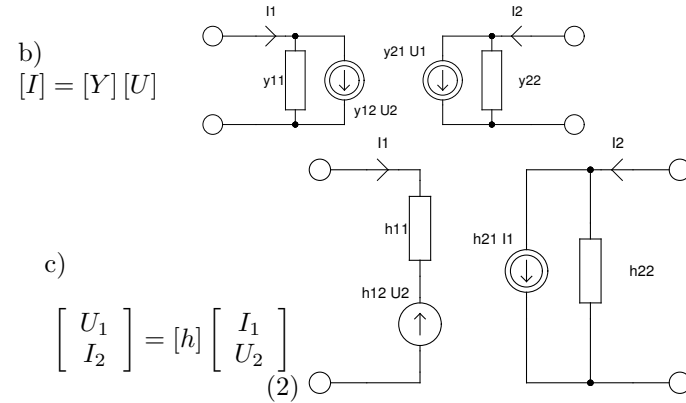 b)
[I] = [Y] [U]
I1
y11
y12 U2
y21 U1
I2
y22
c)
[ U₁ I₂ ] = [h] [ I₁ U₂ ]
(2)
I1
h11
h12 U2
h21 I1
I2
h22